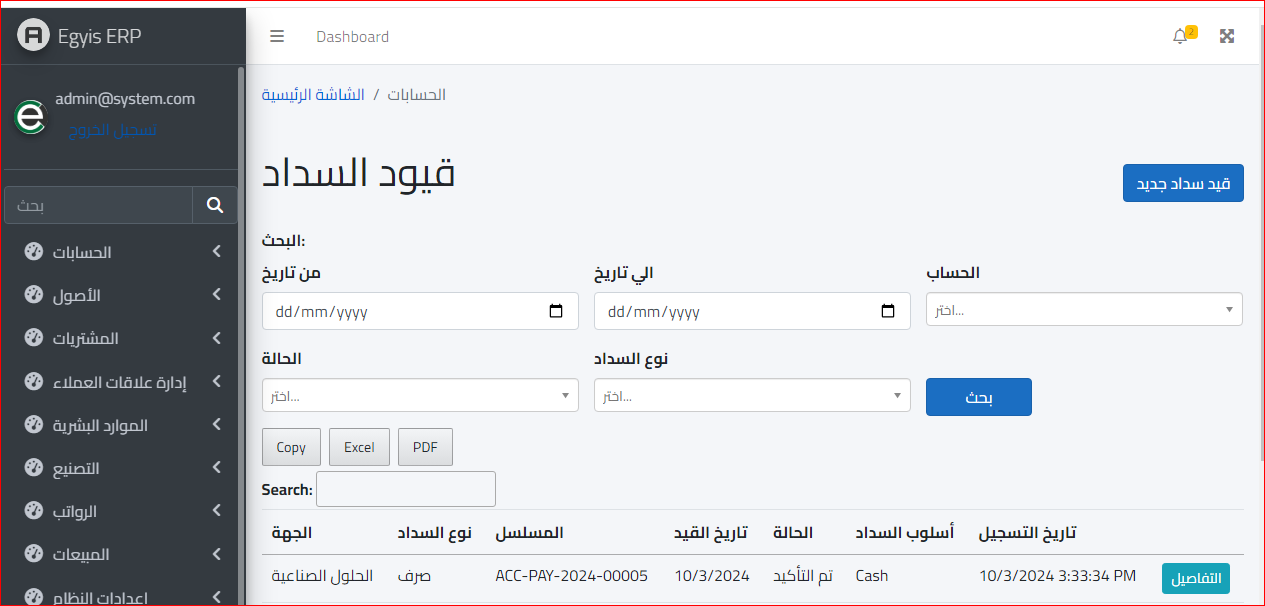 Egyis ERP
admin@system.com
تسجيل الخروج
بحث
الحسابات
الأصول
المشتريات
إدارة علاقات العملاء
الموارد البشرية
التصنيع
الرواتب
المبيعات
اعدادات النظام
Dashboard
2
الشاشة الرئيسية / الحسابات
قيود السداد
قيد سداد جديد
البحث:
من تاريخ
الي تاريخ
الحساب
dd/mm/yyyy
dd/mm/yyyy
اختر...
الحالة
نوع السداد
اختر...
اختر...
بحث
Copy Excel PDF
Search:
الجهة نوع السداد المسلسل تاريخ القيد الحالة أسلوب السداد تاريخ التسجيل
الحلول الصناعية صرف ACC-PAY-2024-00005 10/3/2024 تم التأكيد Cash 10/3/2024 3:33:34 PM التفاصيل